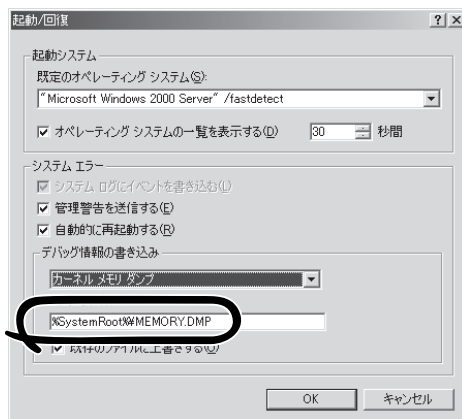 起動/回復
起動システム
既定のオペレーティング システム(S):
"Microsoft Windows 2000 Server" /fastdetect
オペレーティング システムの一覧を表示する(D) 30 秒間
システム エラー
システム ログにイベントを書き込む(L)
管理警告を送信する(E)
自動的に再起動する(R)
デバッグ情報の書き込み
カーネル メモリ ダンプ
%SystemRoot%¥MEMORY.DMP
既存のファイルに上書きする(O)
OK キャンセル